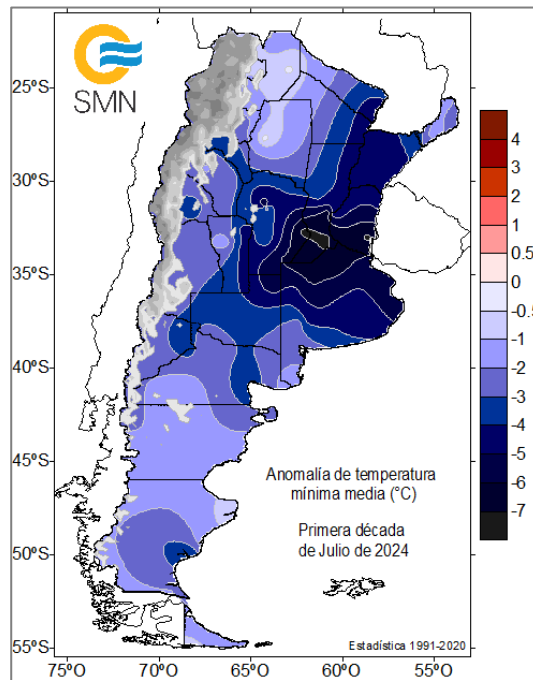 SMN
25°S
30°S
35°S
40°S
45°S
50°S
55°S
4
3
2
1
0.5
0
-0.5
-1
-2
-3
-4
-5
-6
-7
Anomalía de temperatura
mínima media (°C)
Primera década
de Julio de 2024
Estadística 1991-2020
75°O
70°O
65°O
60°O
55°O